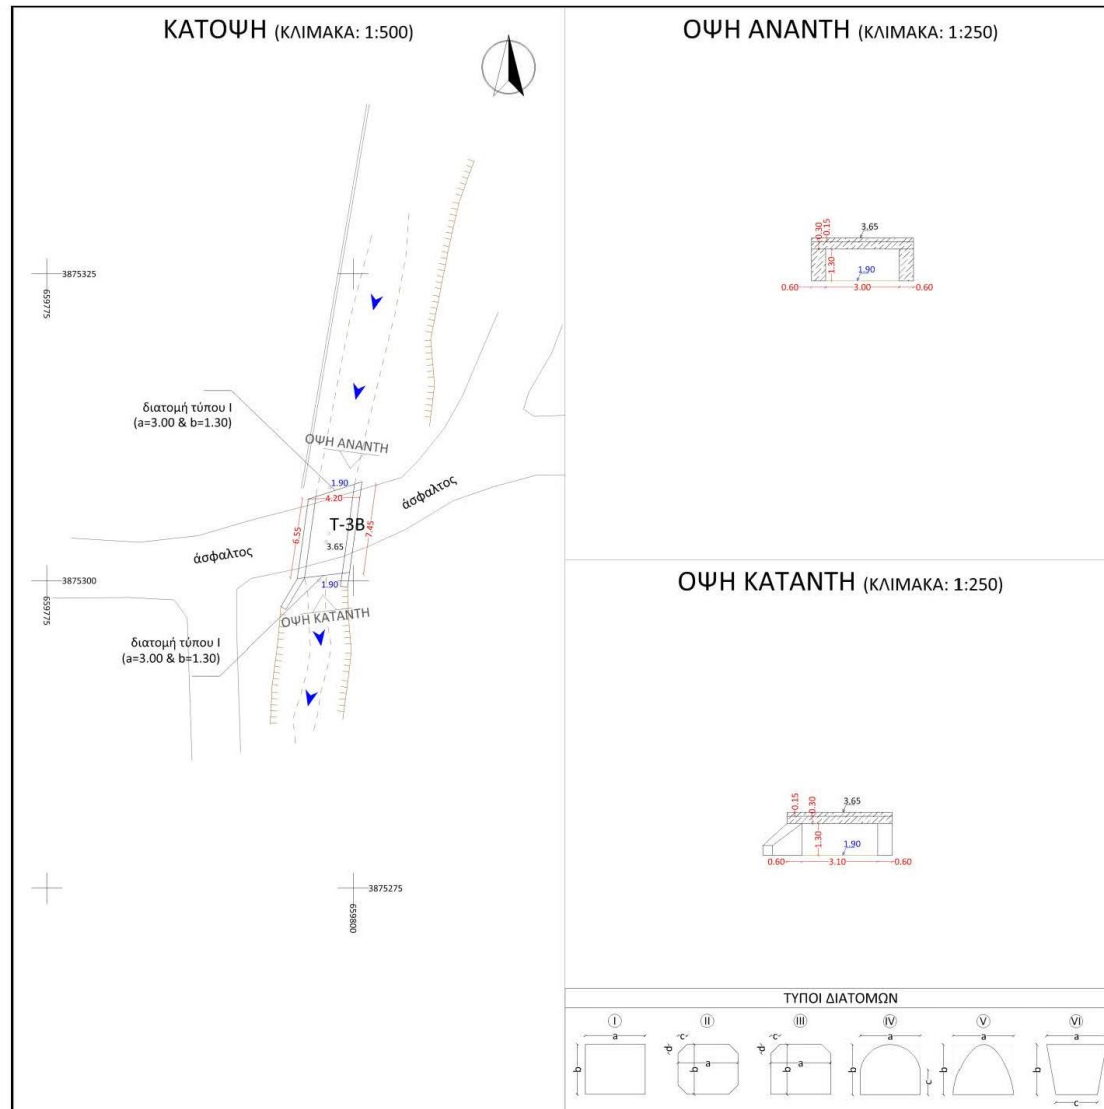 ΚΑΤΟΨΗ (ΚΛΙΜΑΚΑ: 1:500)
3875325
659775
διατομή τύπου Ι
(a=3.00 & b=1.30)
ΟΨΗ ΑΝΑΝΤΗ
1.90
4.20
άσφαλτος
T-3B
6.55
7.45
3.65
άσφαλτος
3875300
659775
1.90
ΟΨΗ ΚΑΤΑΝΤΗ
διατομή τύπου Ι
(a=3.00 & b=1.30)
3875275
659800
ΟΨΗ ΑΝΑΝΤΗ (ΚΛΙΜΑΚΑ: 1:250)
0.30
0.15
3.65
1.30
1.90
0.60
3.00
0.60
ΟΨΗ ΚΑΤΑΝΤΗ (ΚΛΙΜΑΚΑ: 1:250)
0.15
0.30
3.65
1.30
1.90
0.60
3.10
0.60
ΤΥΠΟΙ ΔΙΑΤΟΜΩΝ
I II III IV V VI
a c c a a a
d d
b b a b a b b b
c c